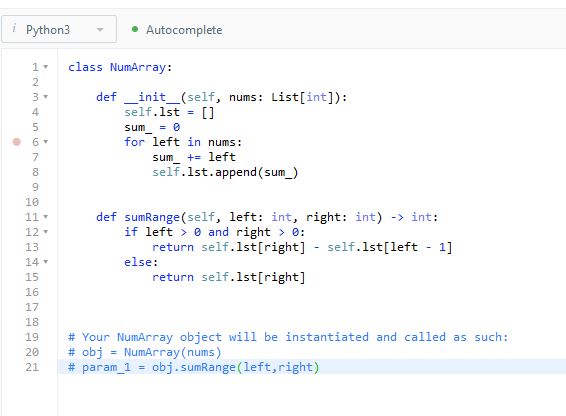 i Python3 Autocomplete
1 class NumArray:
2
3     def __init__(self, nums: List[int]):
4         self.lst = []
5         sum_ = 0
6         for left in nums:
7             sum_ += left
8             self.lst.append(sum_)
9
10
11     def sumRange(self, left: int, right: int) -> int:
12         if left > 0 and right > 0:
13             return self.lst[right] - self.lst[left - 1]
14         else:
15             return self.lst[right]
16
17
18
19 # Your NumArray object will be instantiated and called as such:
20 # obj = NumArray(nums)
21 # param_1 = obj.sumRange(left,right)